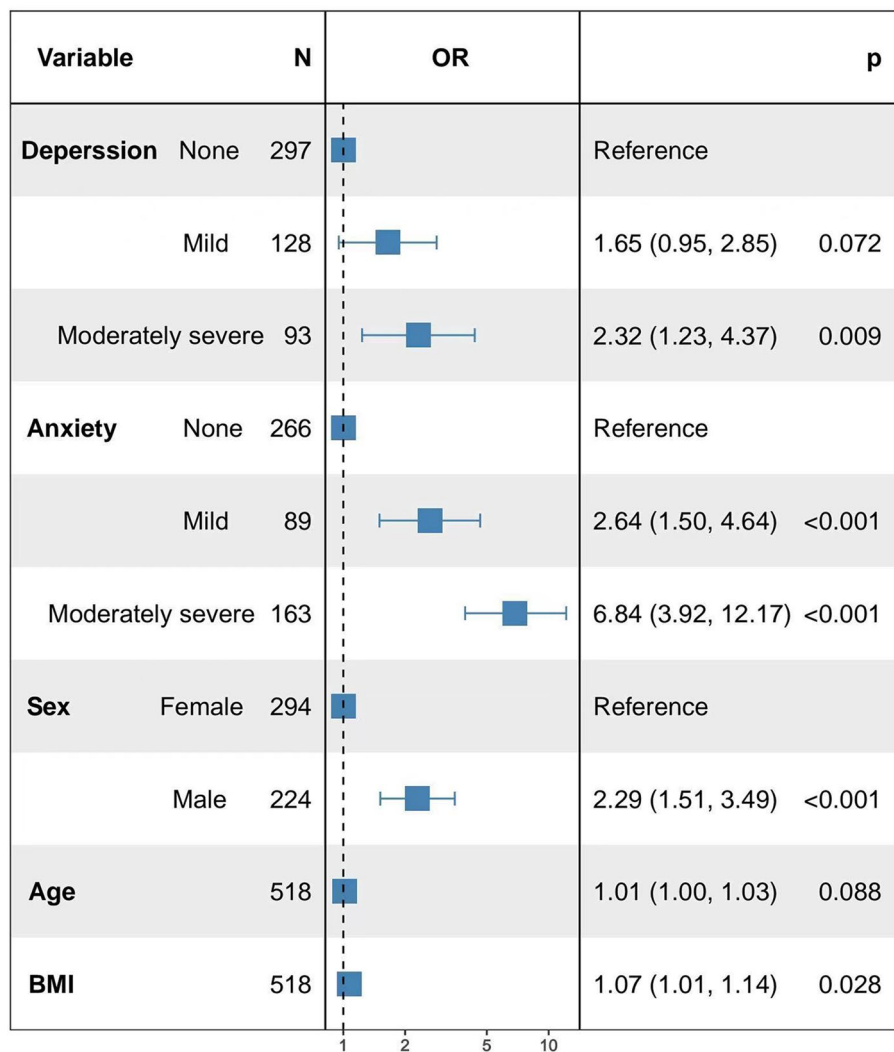 Variable N OR p
Deperssion None 297 Reference
Mild 128 1.65 (0.95, 2.85) 0.072
Moderately severe 93 2.32 (1.23, 4.37) 0.009
Anxiety None 266 Reference
Mild 89 2.64 (1.50, 4.64) <0.001
Moderately severe 163 6.84 (3.92, 12.17) <0.001
Sex Female 294 Reference
Male 224 2.29 (1.51, 3.49) <0.001
Age 518 1.01 (1.00, 1.03) 0.088
BMI 518 1.07 (1.01, 1.14) 0.028
1 2 5 10